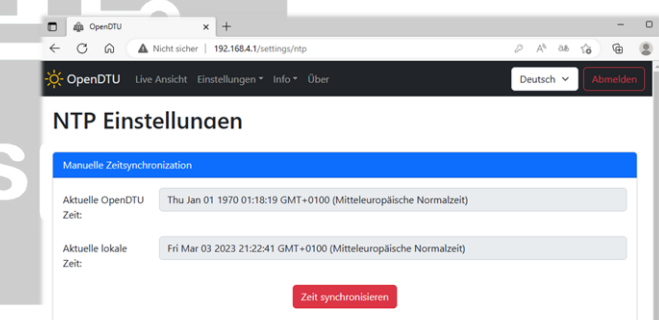 OpenDTU
Nicht sicher | 192.168.4.1/settings/ntp
OpenDTU Live Ansicht Einstellungen Info Über Deutsch Abmelden
NTP Einstellungen
Manuelle Zeitsynchronization
Aktuelle OpenDTU Thu Jan 01 1970 01:18:19 GMT+0100 (Mitteleuropäische Normalzeit)
Zeit:
Aktuelle lokale Fri Mar 03 2023 21:22:41 GMT+0100 (Mitteleuropäische Normalzeit)
Zeit:
Zeit synchronisieren